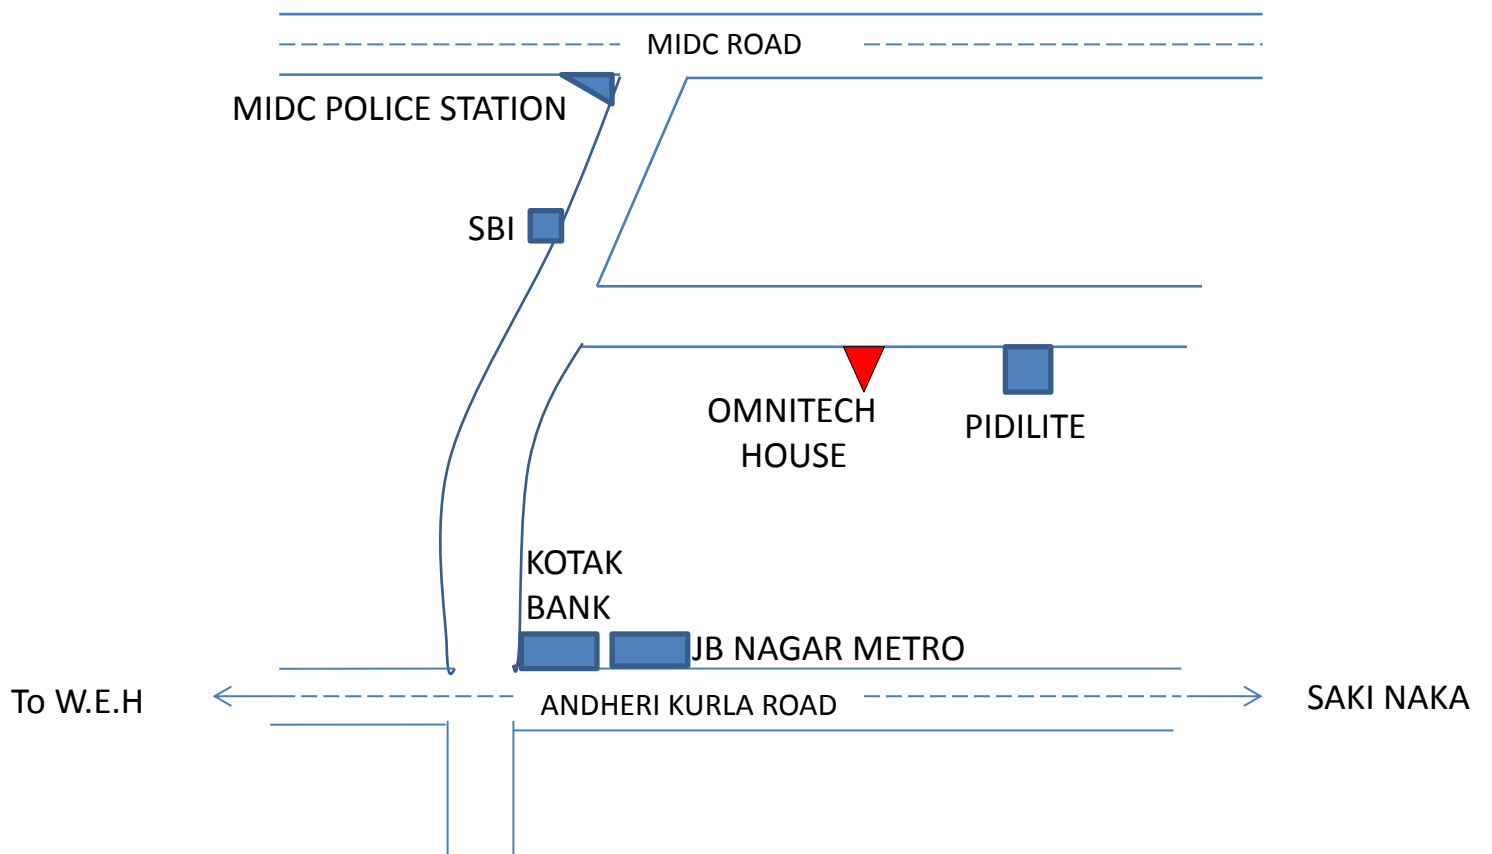 MIDC ROAD
MIDC POLICE STATION
SBI
OMNITECH
HOUSE
PIDILITE
KOTAK
BANK
JB NAGAR METRO
To W.E.H
ANDHERI KURLA ROAD
SAKI NAKA